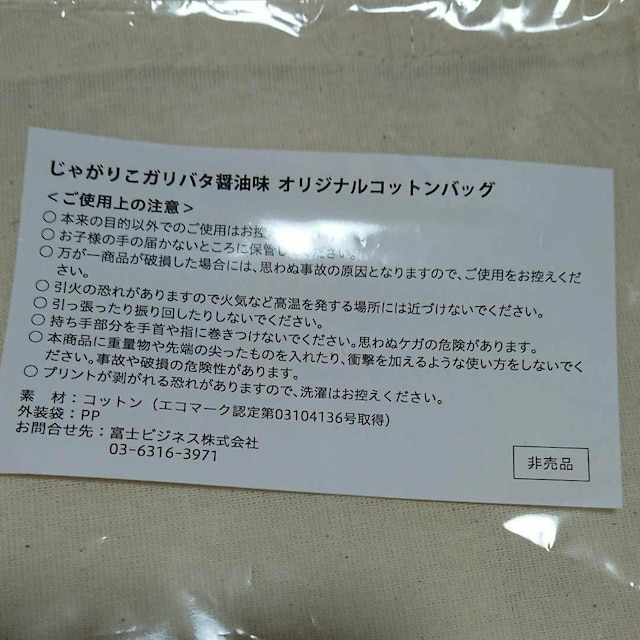 じゃがりこガリバタ醤油味 オリジナルコットンバッグ
＜ご使用上の注意＞
○ 本来の目的以外でのご使用はお控
○ お子様の手の届かないところに保管し ください。
○ 万が一商品が破損した場合には、思わぬ事故の原因となりますので、ご使用をお控えくだ
さい。
○ 引火の恐れがありますので火気など高温を発する場所には近づけないでください。
○ 引っ張ったり振り回したりしないでください。
○ 持ち手部分を手首や指に巻きつけないでください。思わぬケガの危険があります。
○ 本商品に重量物や先端の尖ったものを入れたり、衝撃を加えるような使い方をしないでく
ださい。事故や破損の危険性があります。
○ プリントが剥がれる恐れがありますので、洗濯はお控えください。
素　材：コットン（エコマーク認定第03104136号取得）
外装袋：PP
お問合せ先：富士ビジネス株式会社
03-6316-3971
非売品